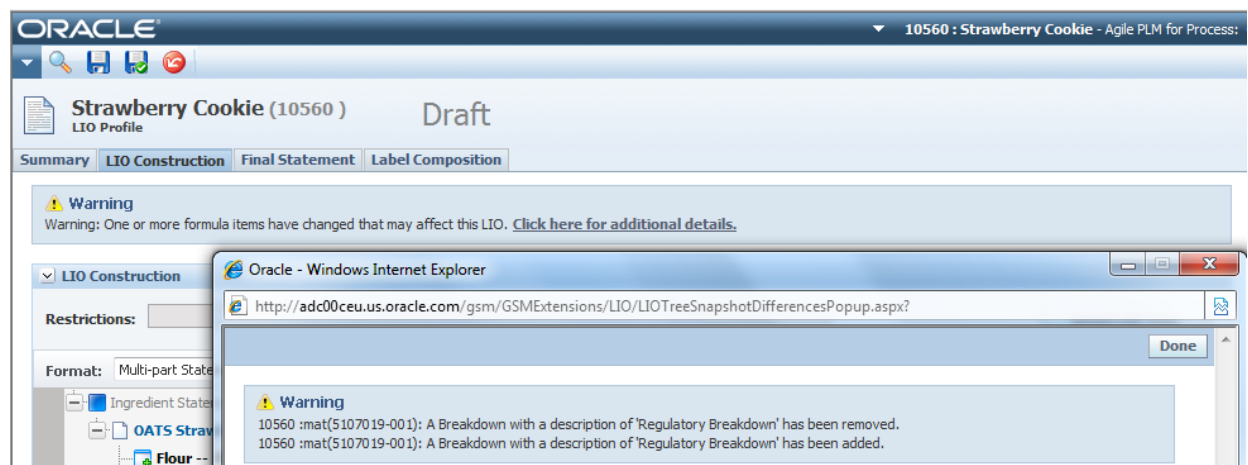 ORACLE
10560 : Strawberry Cookie - Agile PLM for Process:
Strawberry Cookie (10560 )
LIO Profile
Draft
Summary LIO Construction Final Statement Label Composition
Warning
Warning: One or more formula items have changed that may affect this LIO. Click here for additional details.
LIO Construction
Oracle - Windows Internet Explorer
http://adc00ceu.us.oracle.com/gsm/GSMExtensions/LIO/LIOTreeSnapshotDifferencesPopup.aspx?
Restrictions:
Done
Format: Multi-part State
Ingredient State
Warning
10560 :mat(5107019-001): A Breakdown with a description of 'Regulatory Breakdown' has been removed.
OATS Straw
10560 :mat(5107019-001): A Breakdown with a description of 'Regulatory Breakdown' has been added.
Flour --